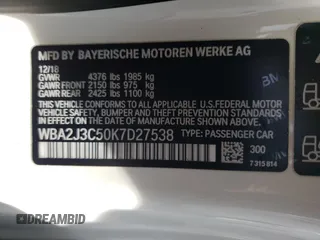 MFD BY BAYERISCHE MOTOREN WERKE AG
12/18
GVWR 4376 lbs 1985 kg
GAWR FRONT 2150 lbs 975 kg
GAWR REAR 2425 lbs 1100 kg
THIS VEHICLE CONFORMS TO ALL APPLICABLE U.S. FEDERAL MOTOR
VEHICLE SAFETY, BUMPER, AND THEFT PREVENTION STANDARDS
IN EFFECT ON THE DATE OF MANUFACTURE SHOWN ABOVE.
WBA2J3C50K7D27538 TYPE: PASSENGER CAR
300
7 315 814
CREAMBID